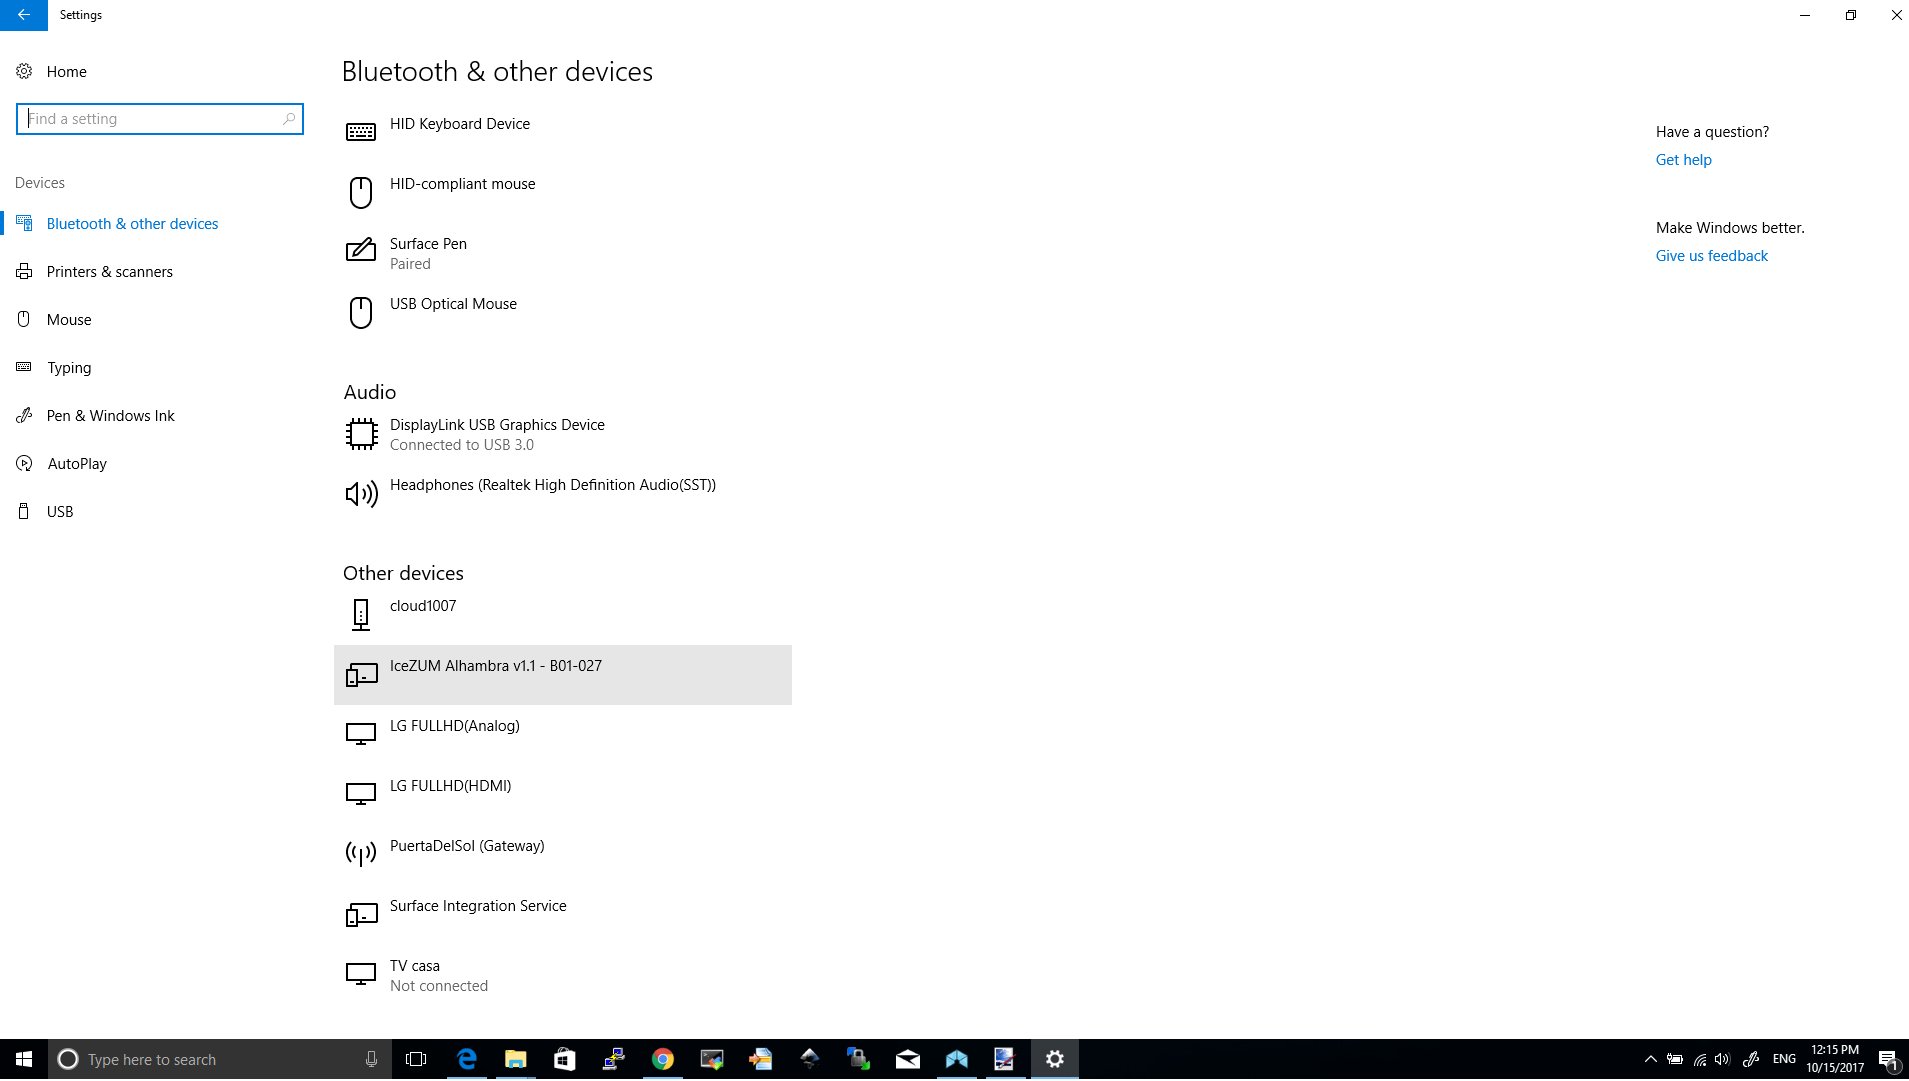 Settings
Home
Find a setting
Devices
Bluetooth & other devices
Printers & scanners
Mouse
Typing
Pen & Windows Ink
AutoPlay
USB
Bluetooth & other devices
HID Keyboard Device
HID-compliant mouse
Surface Pen
Paired
USB Optical Mouse
Audio
DisplayLink USB Graphics Device
Connected to USB 3.0
Headphones (Realtek High Definition Audio(SST))
Other devices
cloud1007
IceZUM Alhambra v1.1 - B01-027
LG FULLHD(Analog)
LG FULLHD(HDMI)
PuertaDelSol (Gateway)
Surface Integration Service
TV casa
Not connected
Have a question?
Get help
Make Windows better.
Give us feedback
Type here to search
ENG
12:15 PM
10/15/2017
1